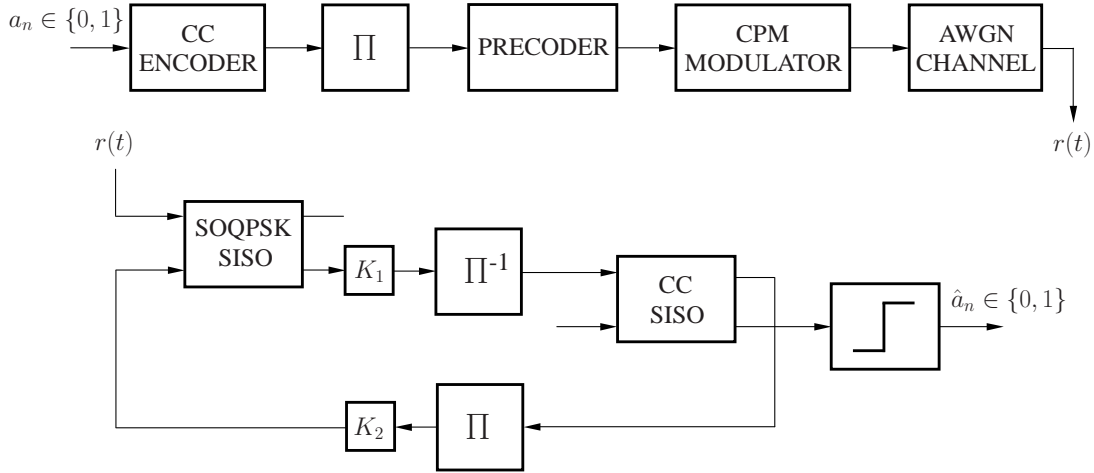 a_n ∈ {0, 1}
CC
ENCODER
∏
PRECODER
CPM
MODULATOR
AWGN
CHANNEL
r(t)
r(t)
SOQPSK
SISO
K_1
∏^-1
CC
SISO
â_n ∈ {0, 1}
K_2
∏